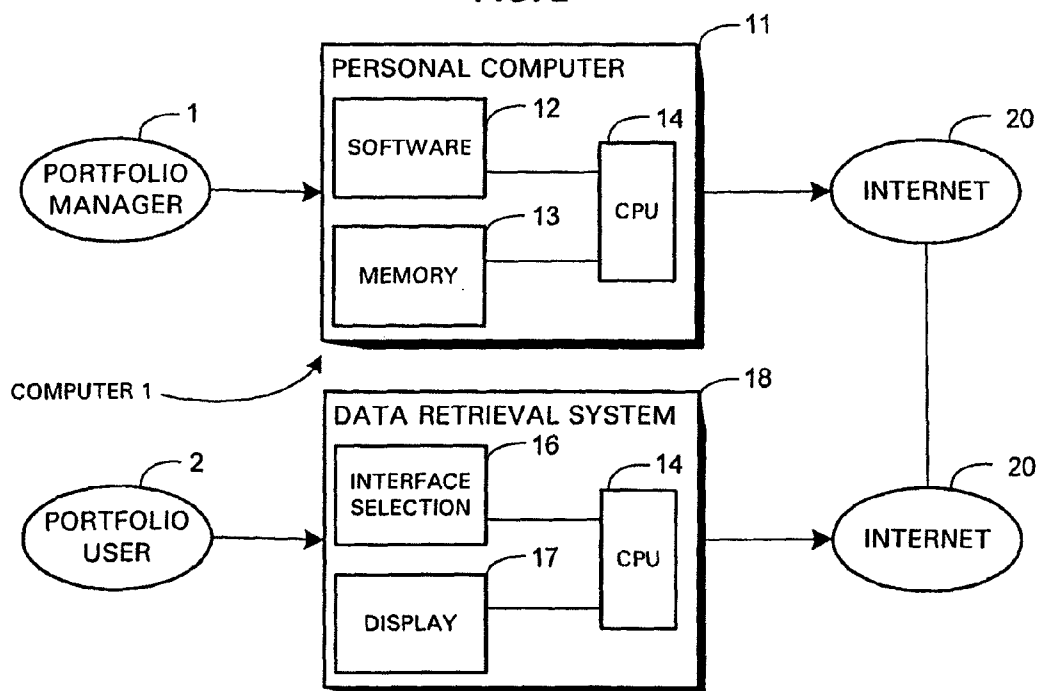 11
PERSONAL COMPUTER
1
12
14
20
SOFTWARE
PORTFOLIO
MANAGER
INTERNET
CPU
13
MEMORY
COMPUTER 1
18
DATA RETRIEVAL SYSTEM
2
16
14
20
INTERFACE
SELECTION
PORTFOLIO
USER
INTERNET
CPU
17
DISPLAY